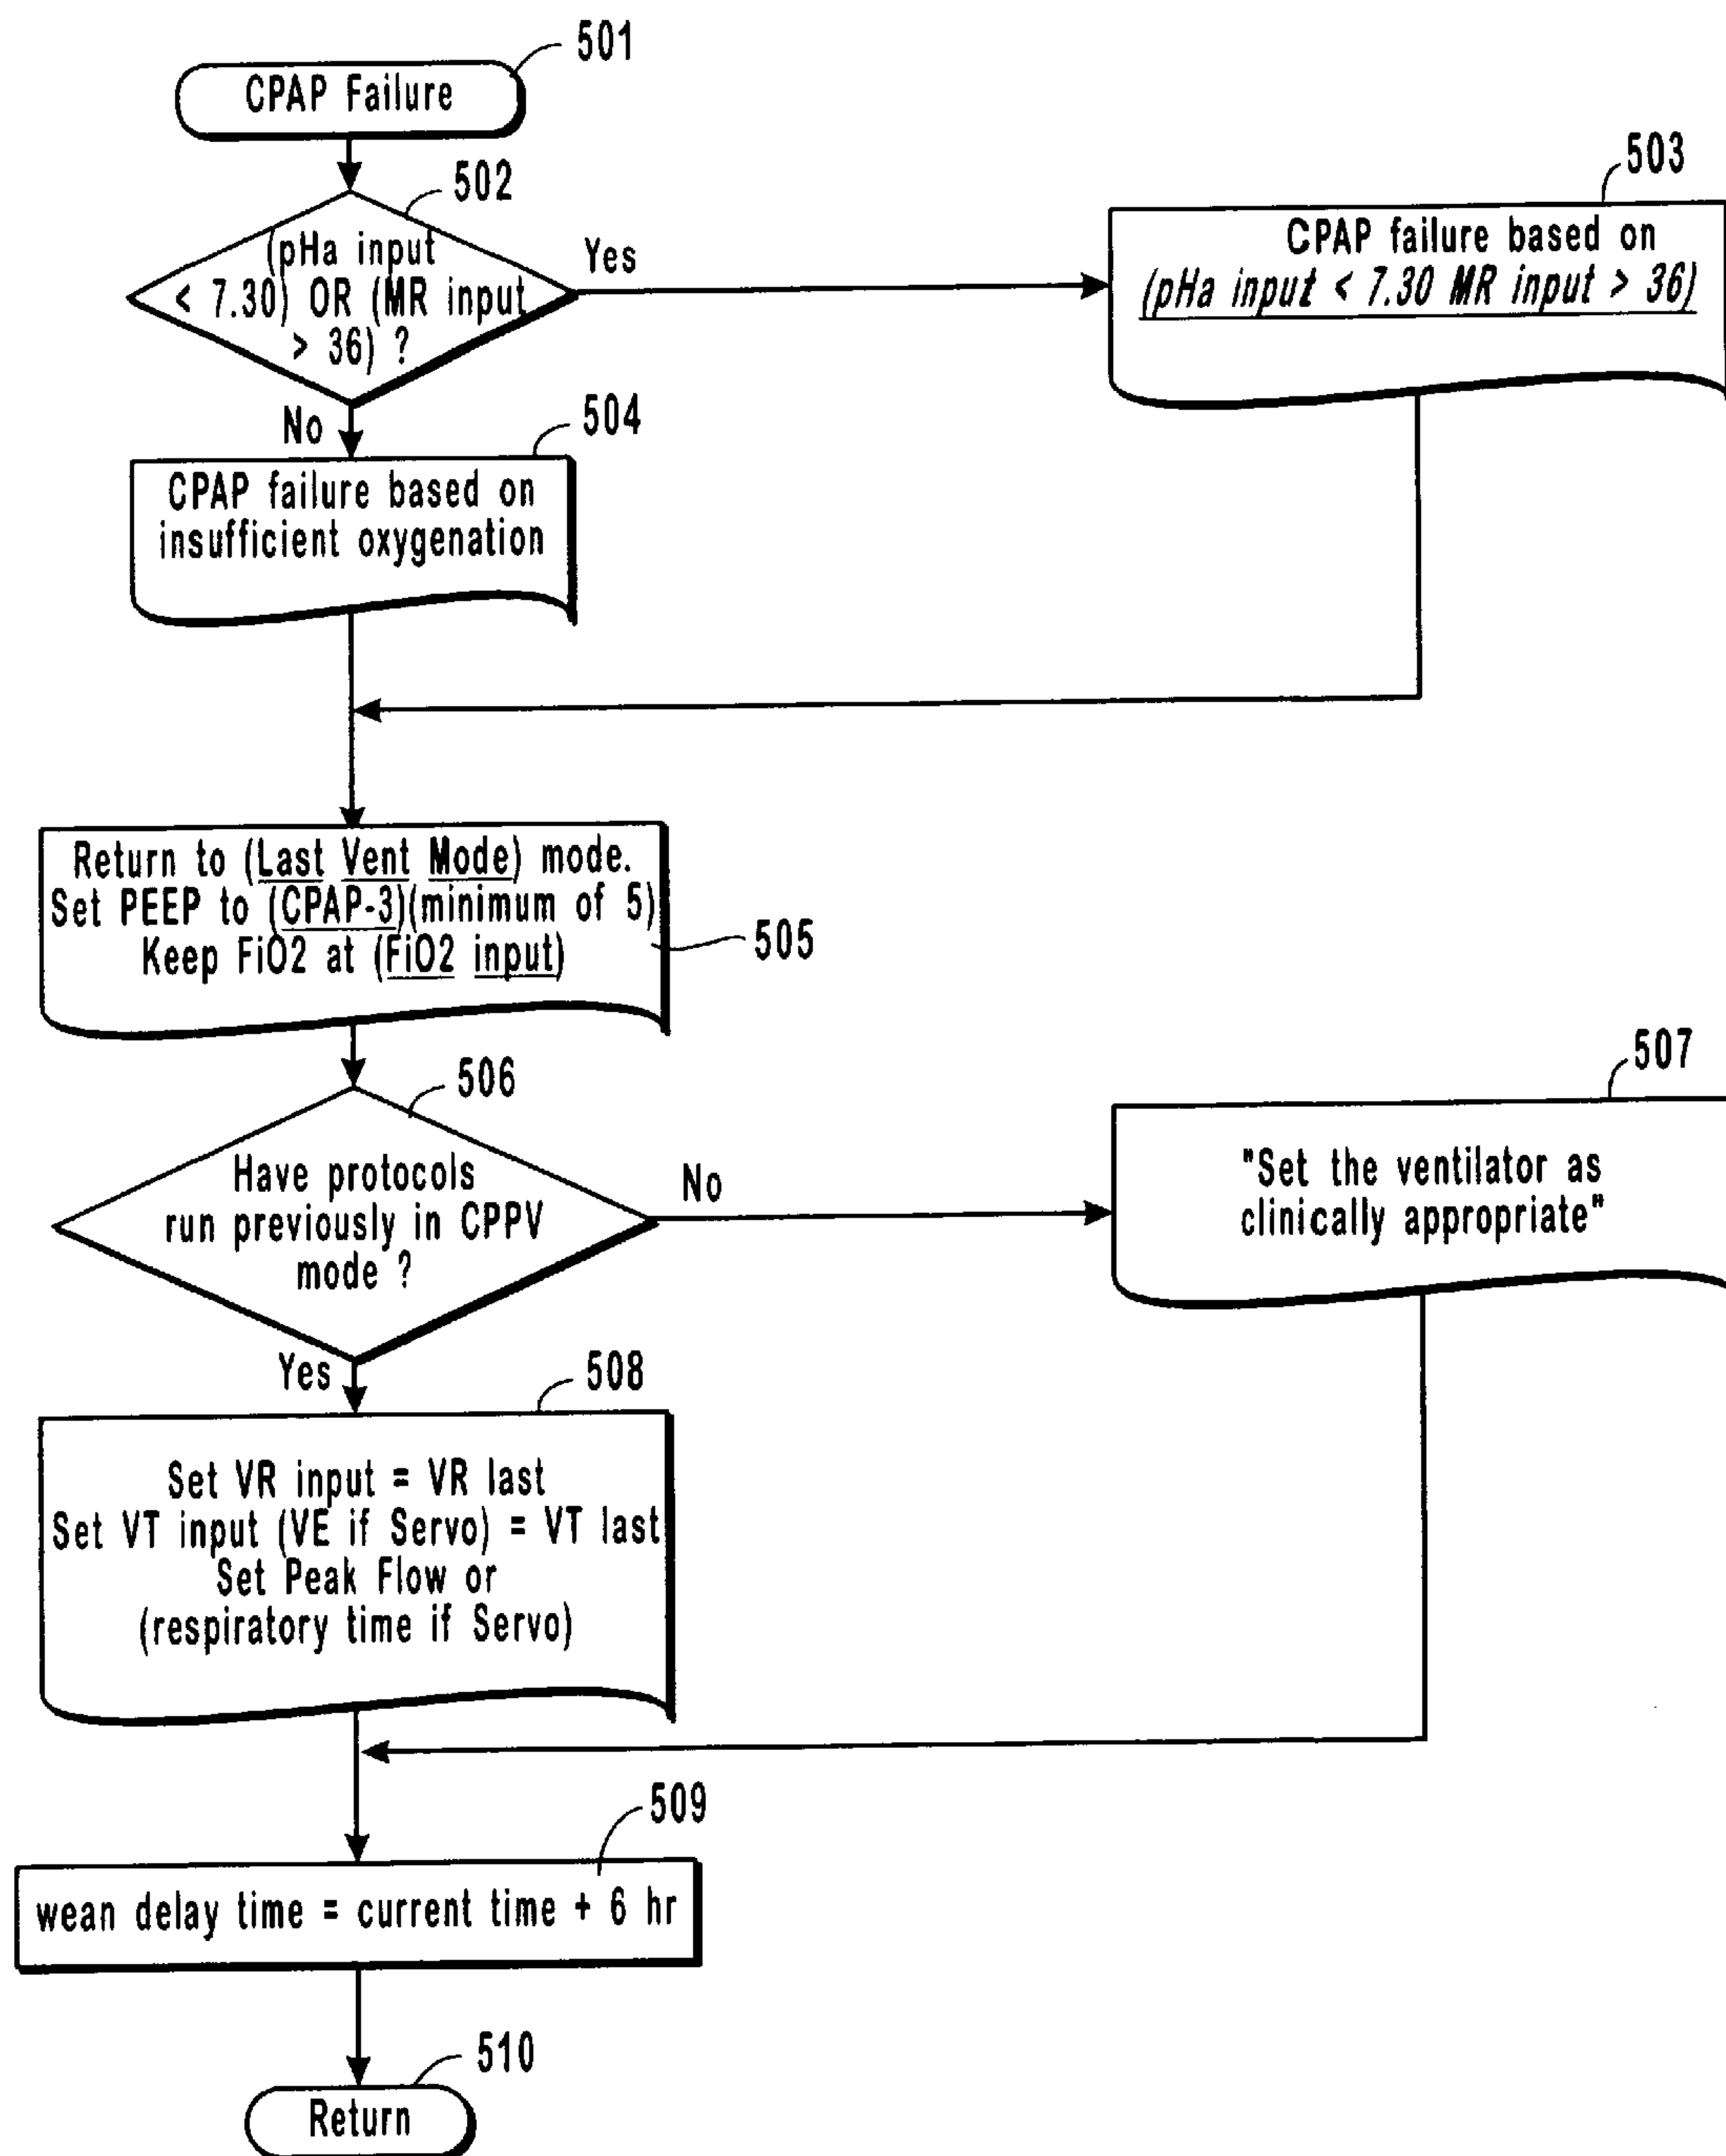 501
CPAP Failure
502
(pHa input
< 7.30) OR (MR input
> 36) ?
Yes
503
CPAP failure based on
(pHa input < 7.30 MR input > 36)
No
504
CPAP failure based on
insufficient oxygenation
Return to (Last Vent Mode) mode.
Set PEEP to (CPAP-3)(minimum of 5)
Keep FiO2 at (FiO2 input)
505
506
Have protocols
run previously in CPPV
mode ?
No
507
"Set the ventilator as
clinically appropriate"
Yes
508
Set VR input = VR last
Set VT input (VE if Servo) = VT last
Set Peak Flow or
(respiratory time if Servo)
509
wean delay time = current time + 6 hr
510
Return